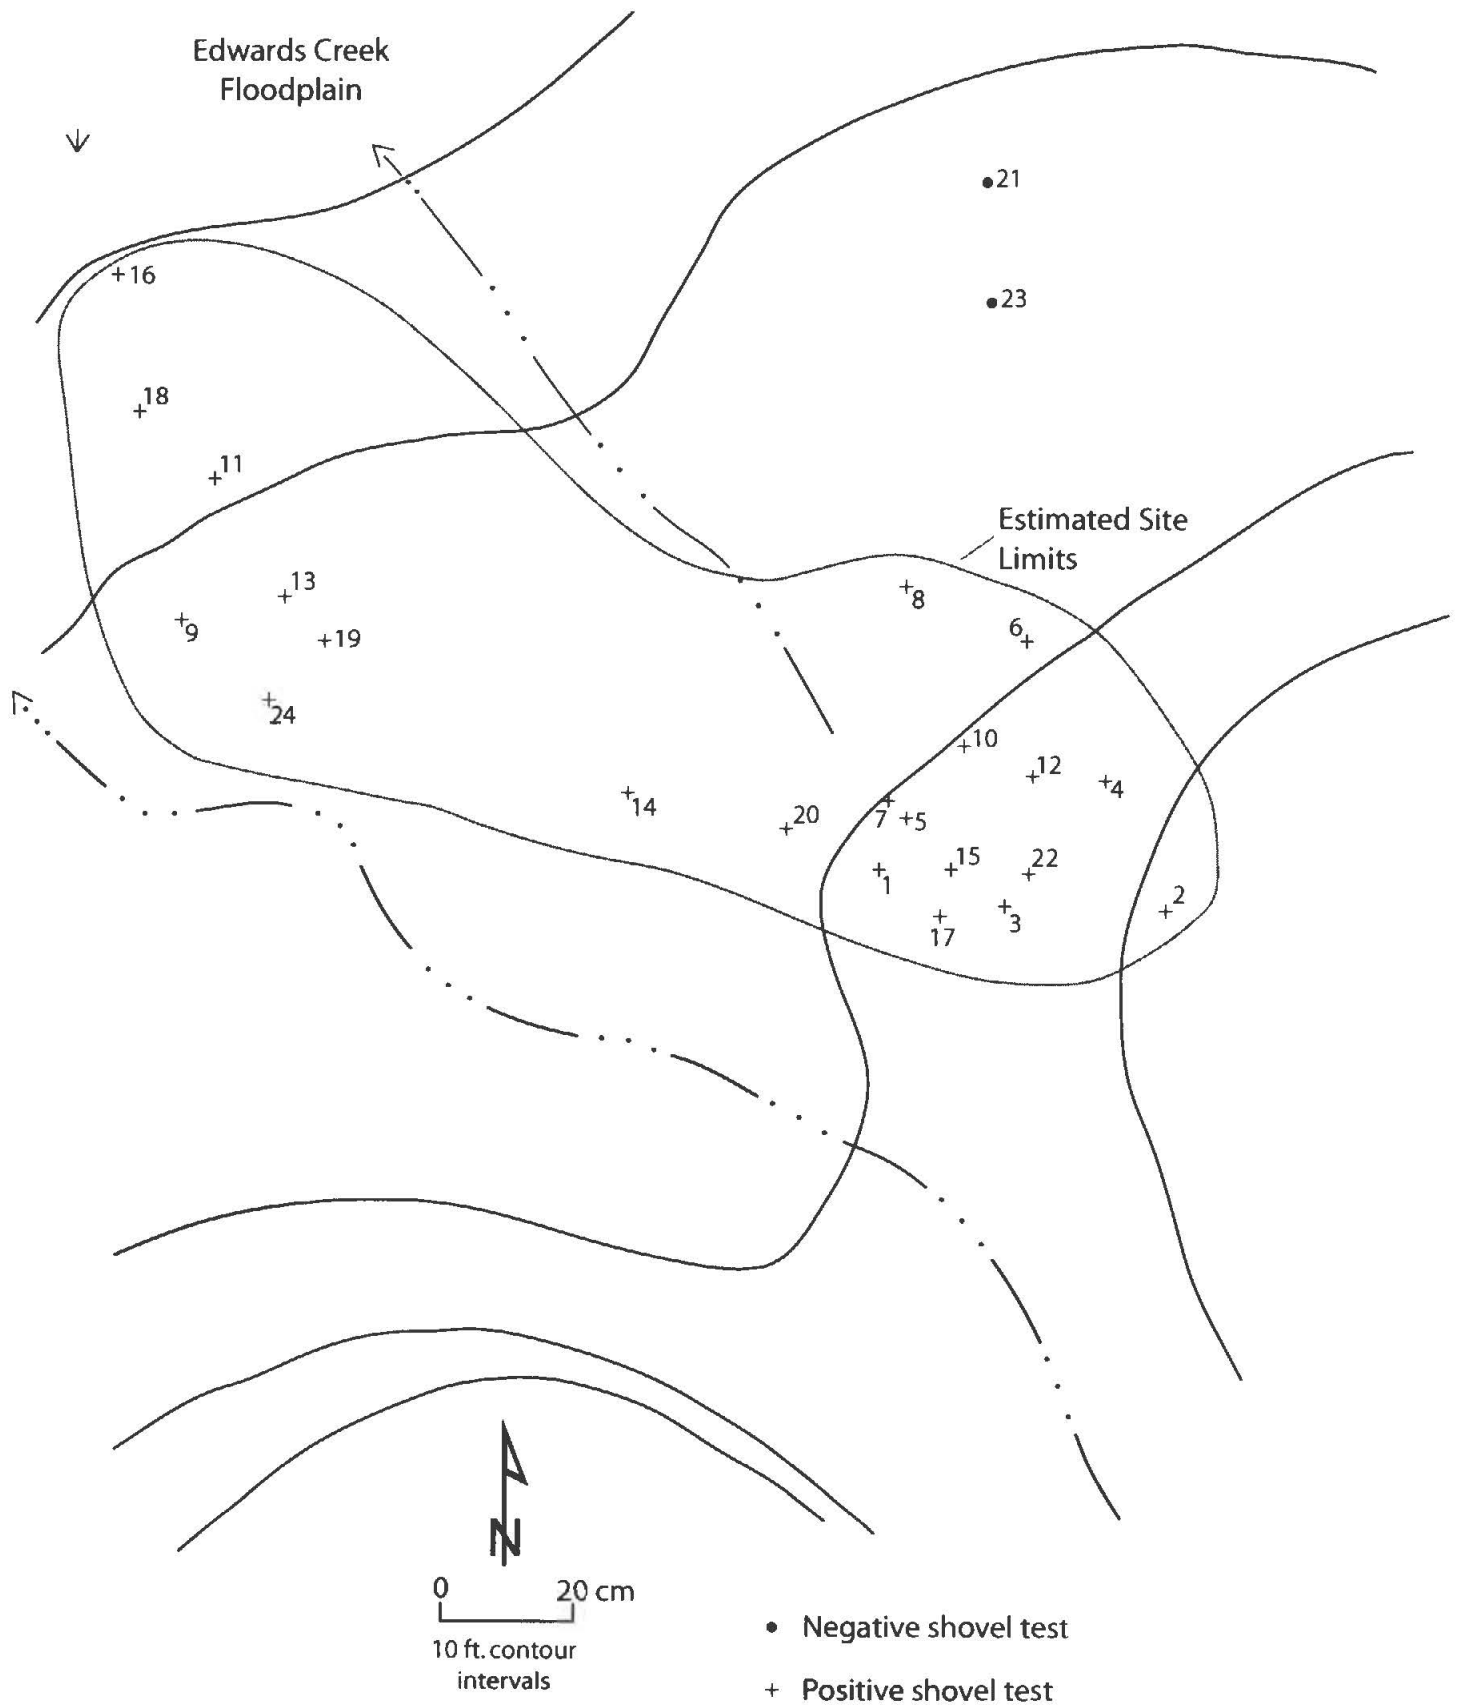 Edwards Creek
Floodplain
21
16
23
18
11
Estimated Site
Limits
13
8
9
6
19
24
10
12
4
14
20
7
5
15
22
1
2
3
17
N
0 20 cm
10 ft. contour
intervals
Negative shovel test
Positive shovel test